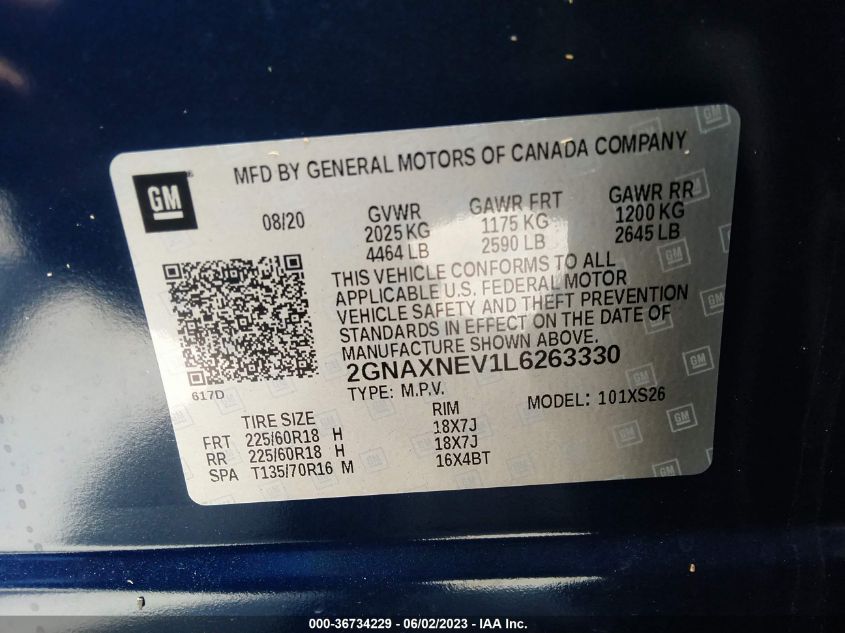 MFD BY GENERAL MOTORS OF CANADA COMPANY
GM
08/20
GVWR
2025 KG
4464 LB
GAWR FRT
1175 KG
2590 LB
GAWR RR
1200 KG
2645 LB
THIS VEHICLE CONFORMS TO ALL
APPLICABLE U.S. FEDERAL MOTOR
VEHICLE SAFETY AND THEFT PREVENTION
STANDARDS IN EFFECT ON THE DATE OF
MANUFACTURE SHOWN ABOVE.
2GNAXNEV1L6263330
617D
TYPE: M.P.V.
MODEL: 101XS26
TIRE SIZE RIM
FRT 225/60R18 H 18X7J
RR 225/60R18 H 18X7J
SPA T135/70R16 M 16X4BT
000-36734229 - 06/02/2023 - IAA Inc.